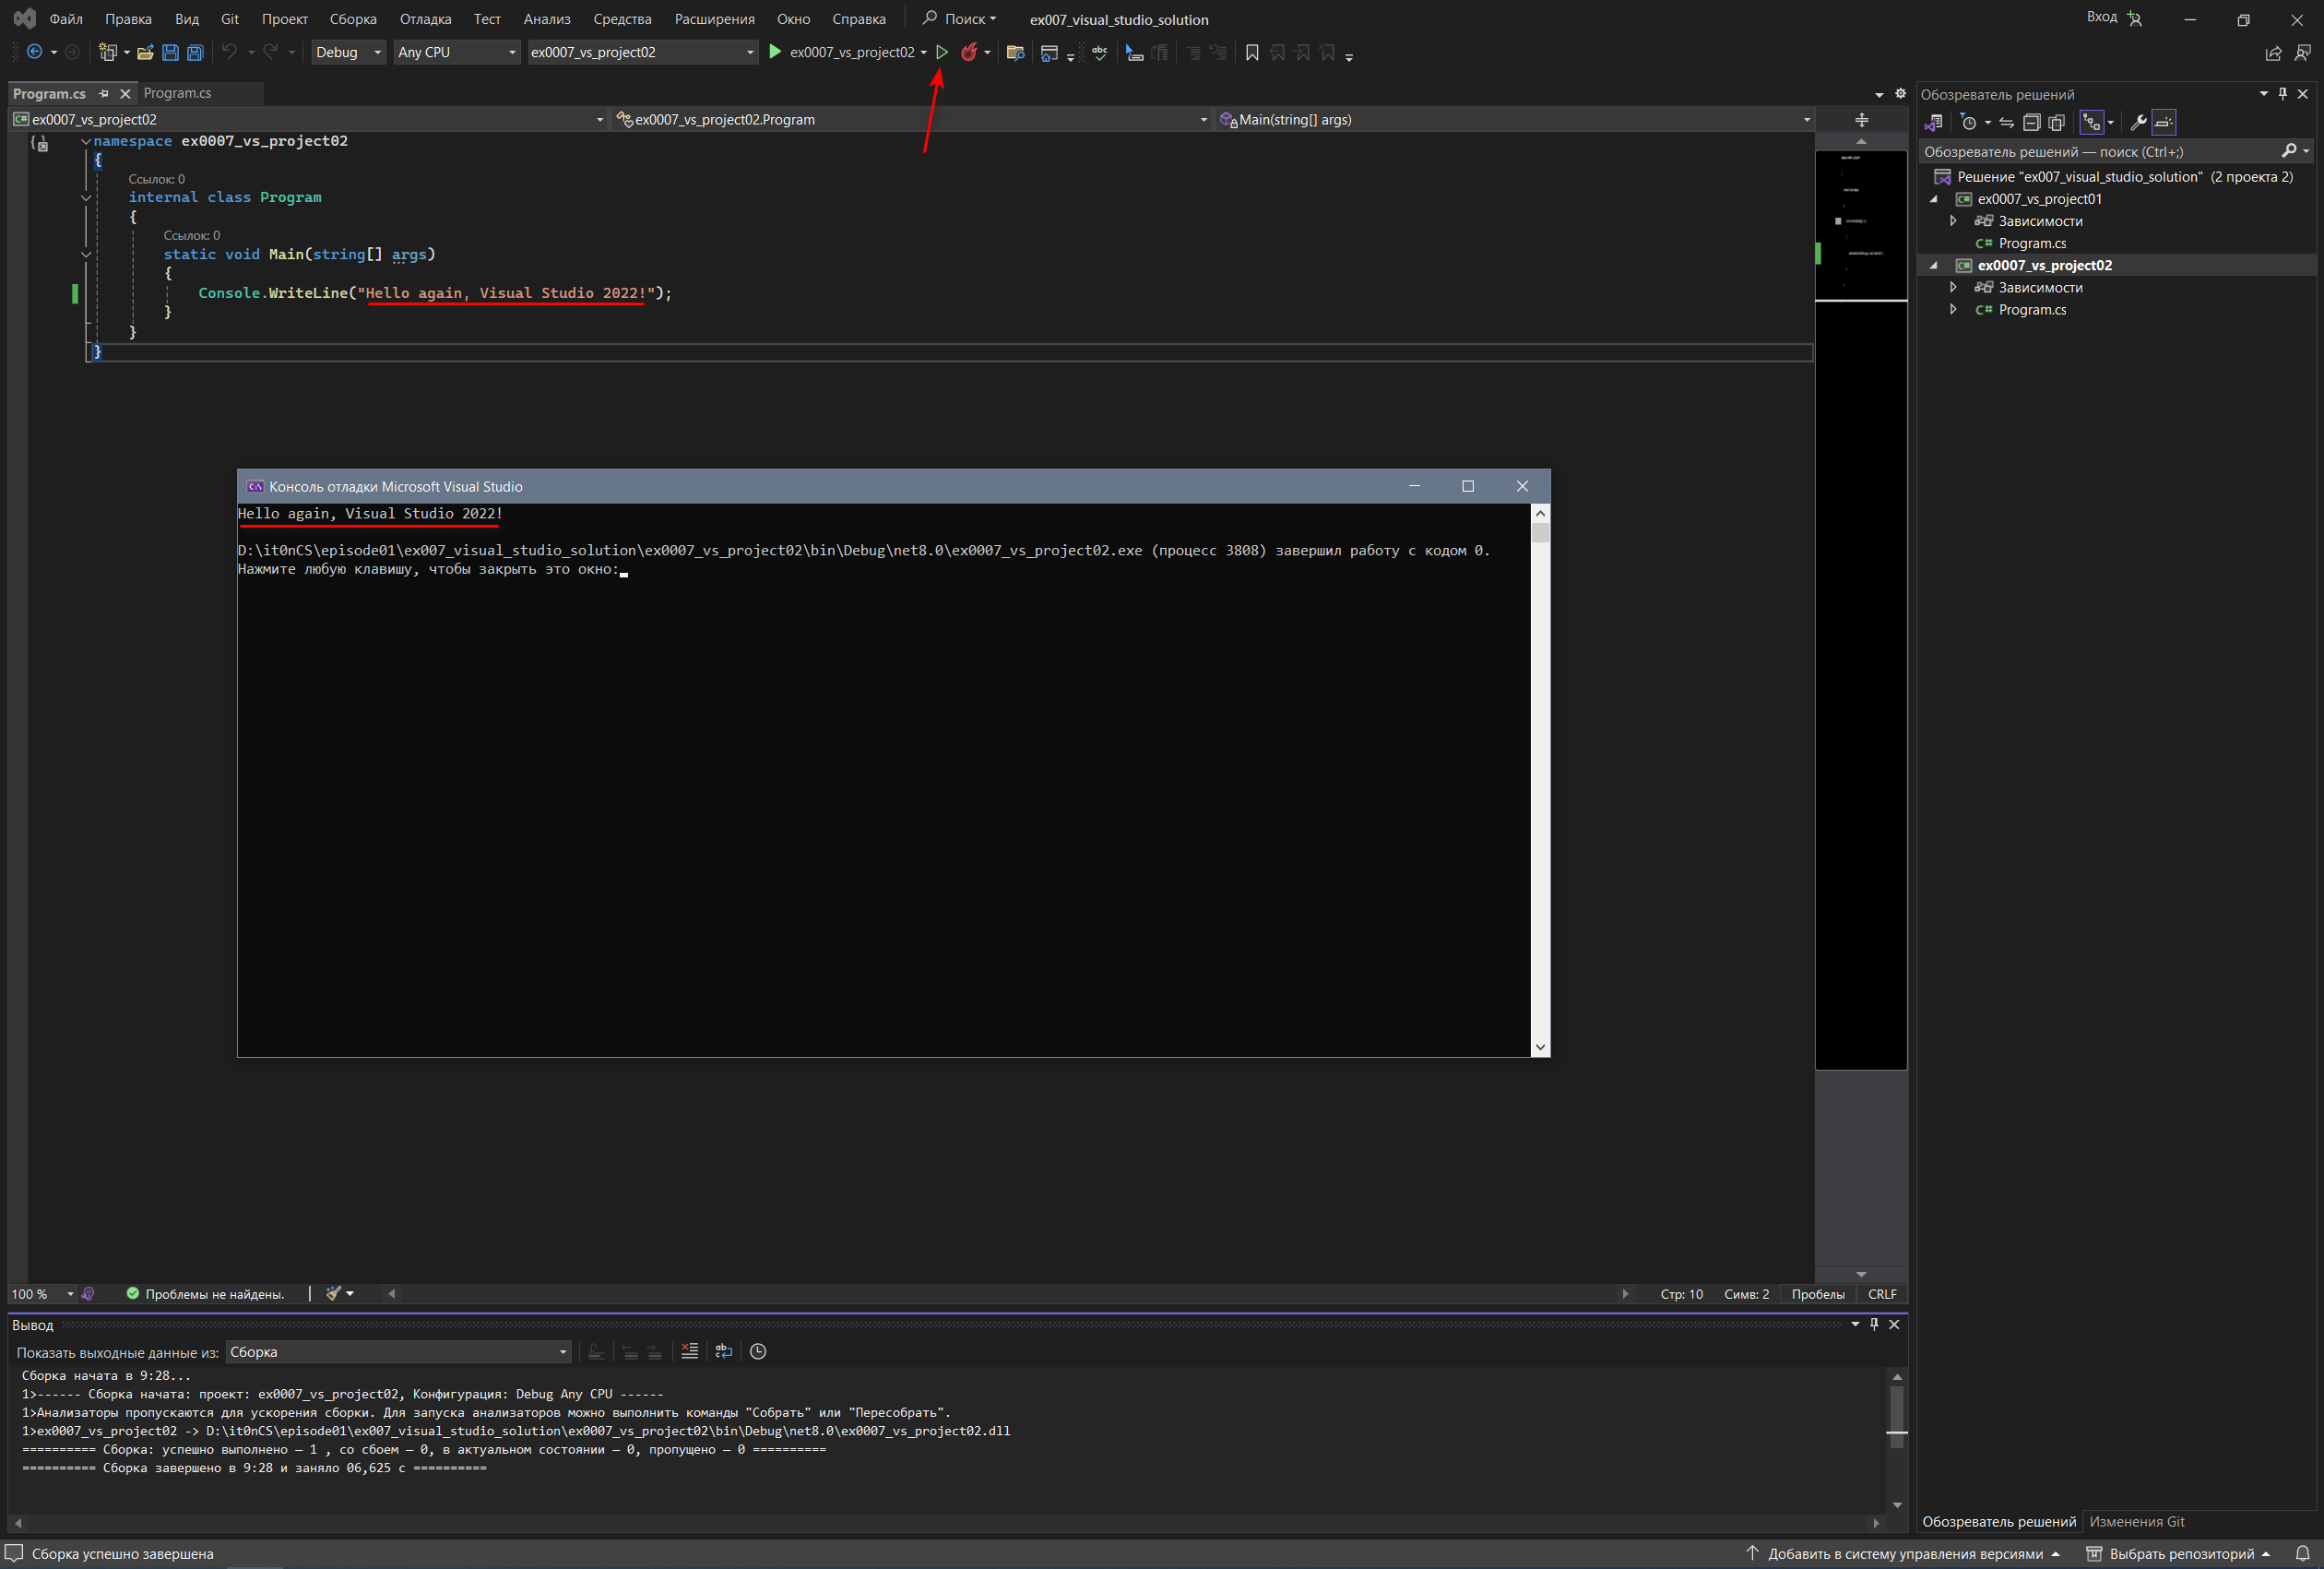 Файл Правка Вид Git Проект Сборка Отладка Тест Анализ Средства Расширения Окно Справка Поиск ex007_visual_studio_solution Вход
Debug Any CPU ex0007_vs_project02 ex0007_vs_project02
Program.cs Program.cs
ex0007_vs_project02 ex0007_vs_project02.Program Main(string[] args)
namespace ex0007_vs_project02
{
Ссылок: 0
internal class Program
{
Ссылок: 0
static void Main(string[] args)
{
Console.WriteLine("Hello again, Visual Studio 2022!");
}
}
}
Консоль отладки Microsoft Visual Studio
Hello again, Visual Studio 2022!
D:\it0nCS\episode01\ex007_visual_studio_solution\ex0007_vs_project02\bin\Debug\net8.0\ex0007_vs_project02.exe (процесс 3808) завершил работу с кодом 0.
Нажмите любую клавишу, чтобы закрыть это окно:
100 % Проблемы не найдены. Стр: 10 Симв: 2 Пробелы CRLF
Вывод
Показать выходные данные из: Сборка
Сборка начата в 9:28...
1>------ Сборка начата: проект: ex0007_vs_project02, Конфигурация: Debug Any CPU ------
1>Анализаторы пропускаются для ускорения сборки. Для запуска анализаторов можно выполнить команды "Собрать" или "Пересобрать".
1>ex0007_vs_project02 -> D:\it0nCS\episode01\ex007_visual_studio_solution\ex0007_vs_project02\bin\Debug\net8.0\ex0007_vs_project02.dll
========== Сборка: успешно выполнено — 1 , со сбоем — 0, в актуальном состоянии — 0, пропущено — 0 ==========
========== Сборка завершено в 9:28 и заняло 06,625 с ==========
Обозреватель решений
Обозреватель решений — поиск (Ctrl+;)
Решение "ex007_visual_studio_solution" (2 проекта 2)
ex0007_vs_project01
Зависимости
Program.cs
ex0007_vs_project02
Зависимости
Program.cs
Обозреватель решений Изменения Git
Сборка успешно завершена Добавить в систему управления версиями Выбрать репозиторий